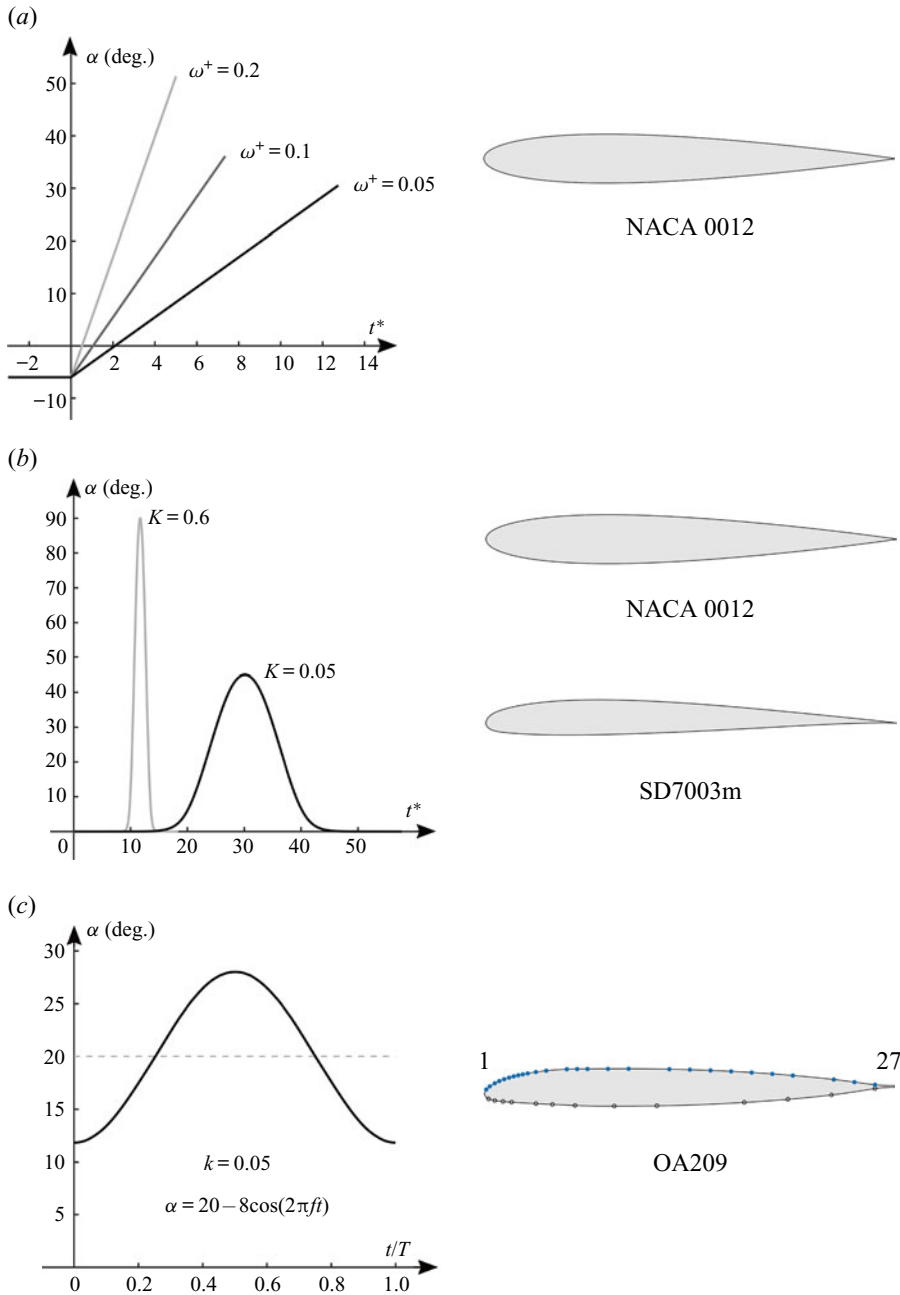 (a)
α (deg.)
50
40
30
20
10
−10
ω⁺ = 0.2
ω⁺ = 0.1
ω⁺ = 0.05
t*
−2
2
4
6
8
10
12
14
NACA 0012
(b)
α (deg.)
90
80
70
60
50
40
30
20
10
0
K = 0.6
K = 0.05
t*
10
20
30
40
50
NACA 0012
SD7003m
(c)
α (deg.)
30
25
20
15
10
5
k = 0.05
α = 20 − 8cos(2πft)
t/T
0
0.2
0.4
0.6
0.8
1.0
1
27
OA209